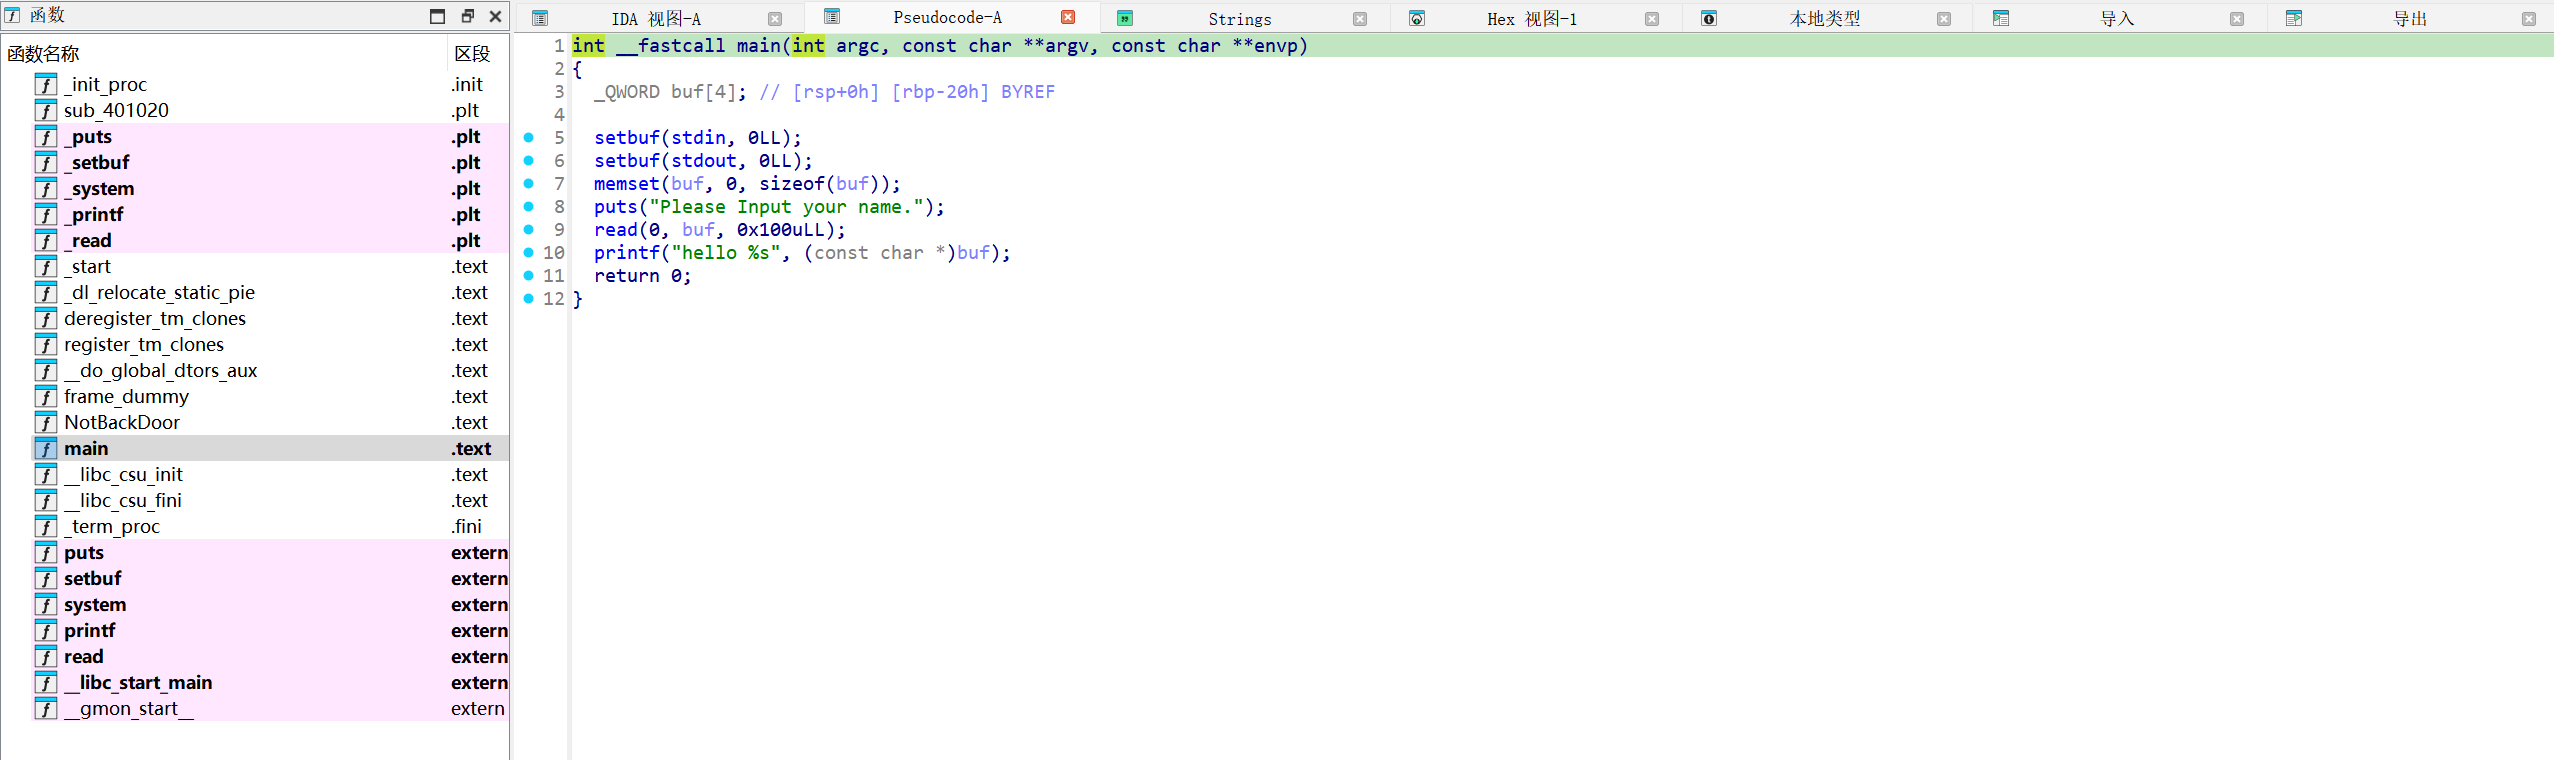 函数
函数名称 区段
_init_proc .init
sub_401020 .plt
_puts .plt
_setbuf .plt
_system .plt
_printf .plt
_read .plt
_start .text
_dl_relocate_static_pie .text
deregister_tm_clones .text
register_tm_clones .text
__do_global_dtors_aux .text
frame_dummy .text
NotBackDoor .text
main .text
__libc_csu_init .text
__libc_csu_fini .text
_term_proc .fini
puts extern
setbuf extern
system extern
printf extern
read extern
__libc_start_main extern
__gmon_start__ extern
IDA 视图-A Pseudocode-A Strings Hex 视图-1 本地类型 导入 导出
1 int __fastcall main(int argc, const char **argv, const char **envp)
2 {
3 _QWORD buf[4]; // [rsp+0h] [rbp-20h] BYREF
4
5 setbuf(stdin, 0LL);
6 setbuf(stdout, 0LL);
7 memset(buf, 0, sizeof(buf));
8 puts("Please Input your name.");
9 read(0, buf, 0x100uLL);
10 printf("hello %s", (const char *)buf);
11 return 0;
12 }